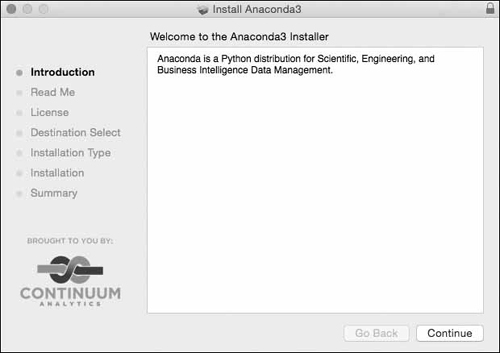 Install Anaconda3
Welcome to the Anaconda3 Installer
Introduction
Read Me
License
Destination Select
Installation Type
Installation
Summary
Anaconda is a Python distribution for Scientific, Engineering, and
Business Intelligence Data Management.
BROUGHT TO YOU BY:
CONTINUUM
ANALYTICS
Go Back
Continue